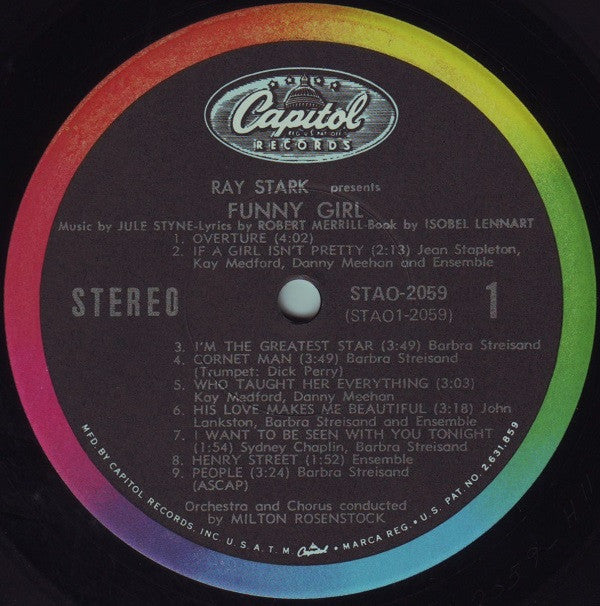 Capitol
REG. U.S. PAT. OFF.
RECORDS
RAY STARK presents
FUNNY GIRL
Music by JULE STYNE-Lyrics by ROBERT MERRILL-Book by ISOBEL LENNART
1. OVERTURE (4:02)
2. IF A GIRL ISN'T PRETTY (2:13) Jean Stapleton,
Kay Medford, Danny Meehan and Ensemble
STEREO
STAO-2059
(STAO1-2059)
1
3. I'M THE GREATEST STAR (3:49) Barbra Streisand
4. CORNET MAN (3:49) Barbra Streisand
(Trumpet: Dick Perry)
5. WHO TAUGHT HER EVERYTHING (3:03)
Kay Medford, Danny Meehan
6. HIS LOVE MAKES ME BEAUTIFUL (3:18) John
Lankston, Barbra Streisand and Ensemble
7. I WANT TO BE SEEN WITH YOU TONIGHT
(1:54) Sydney Chaplin, Barbra Streisand
8. HENRY STREET (1:52) Ensemble
9. PEOPLE (3:24) Barbra Streisand
(ASCAP)
Orchestra and Chorus conducted
by MILTON ROSENSTOCK
MFD. BY CAPITOL RECORDS, INC. U.S.A. T.M. Capitol • MARCA REG. • U.S. PAT. NO. 2,631,859